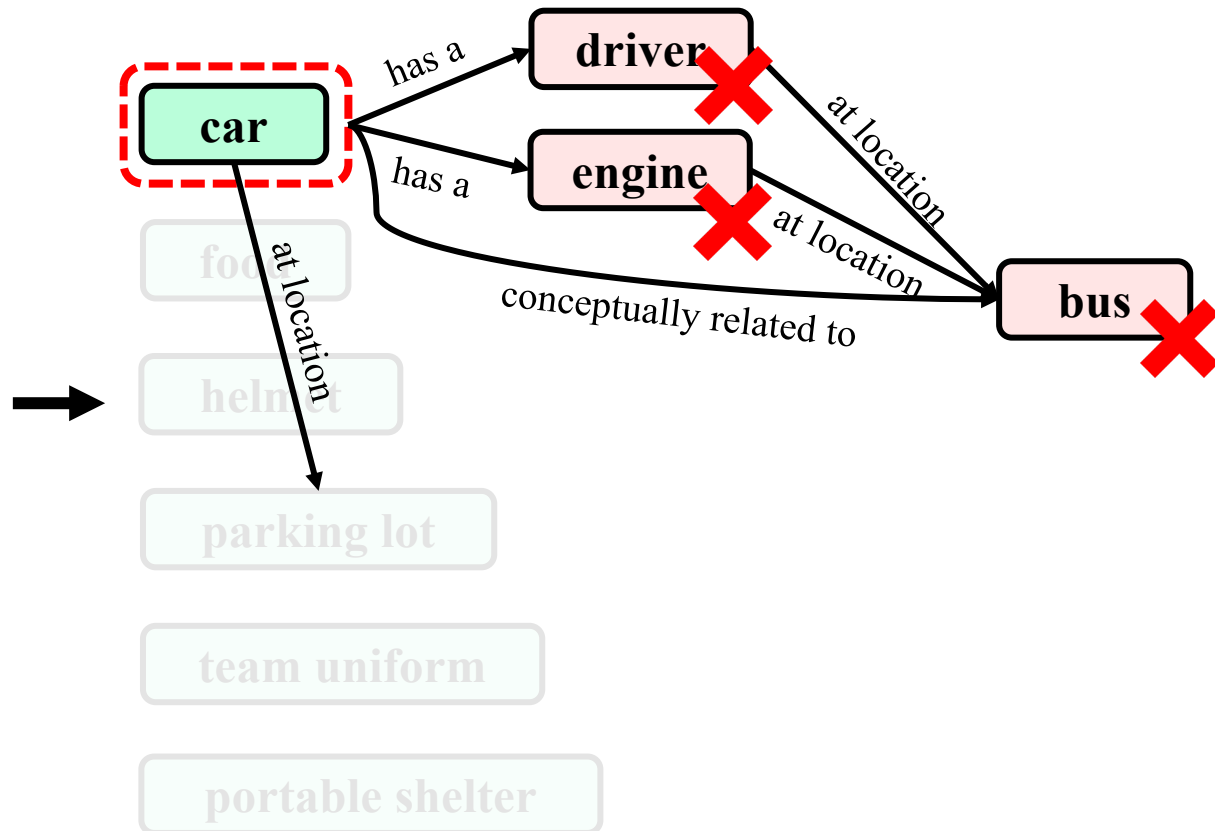 driver
has a
car
at location
engine
has a
at location
food
at location
bus
conceptually related to
helmet
parking lot
team uniform
portable shelter